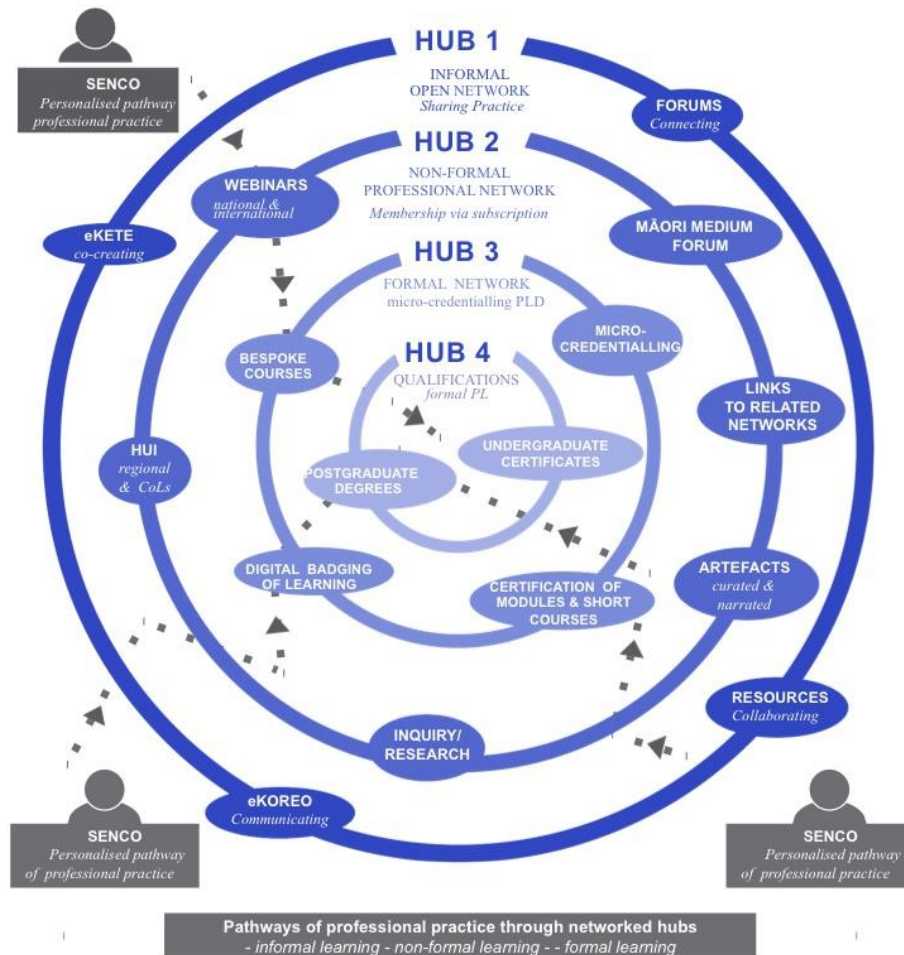 HUB 1
INFORMAL
OPEN NETWORK
Sharing Practice
SENCO
Personalised pathway
professional practice
FORUMS
Connecting
HUB 2
NON-FORMAL
PROFESSIONAL NETWORK
Membership via subscription
WEBINARS
national &
international
eKETE
co-creating
MĀORI MEDIUM
FORUM
HUB 3
FORMAL NETWORK
micro-credentialling PLD
MICRO-
CREDENTIALLING
BESPOKE
COURSES
HUB 4
QUALIFICATIONS
formal PL
LINKS
TO RELATED
NETWORKS
HUI
regional
& CoLs
UNDERGRADUATE
CERTIFICATES
POSTGRADUATE
DEGREES
DIGITAL BADGING
OF LEARNING
CERTIFICATION OF
MODULES & SHORT
COURSES
ARTEFACTS
curated &
narrated
RESOURCES
Collaborating
INQUIRY/
RESEARCH
eKOREO
Communicating
SENCO
Personalised pathway
of professional practice
SENCO
Personalised pathway
of professional practice
Pathways of professional practice through networked hubs
- informal learning - non-formal learning - - formal learning